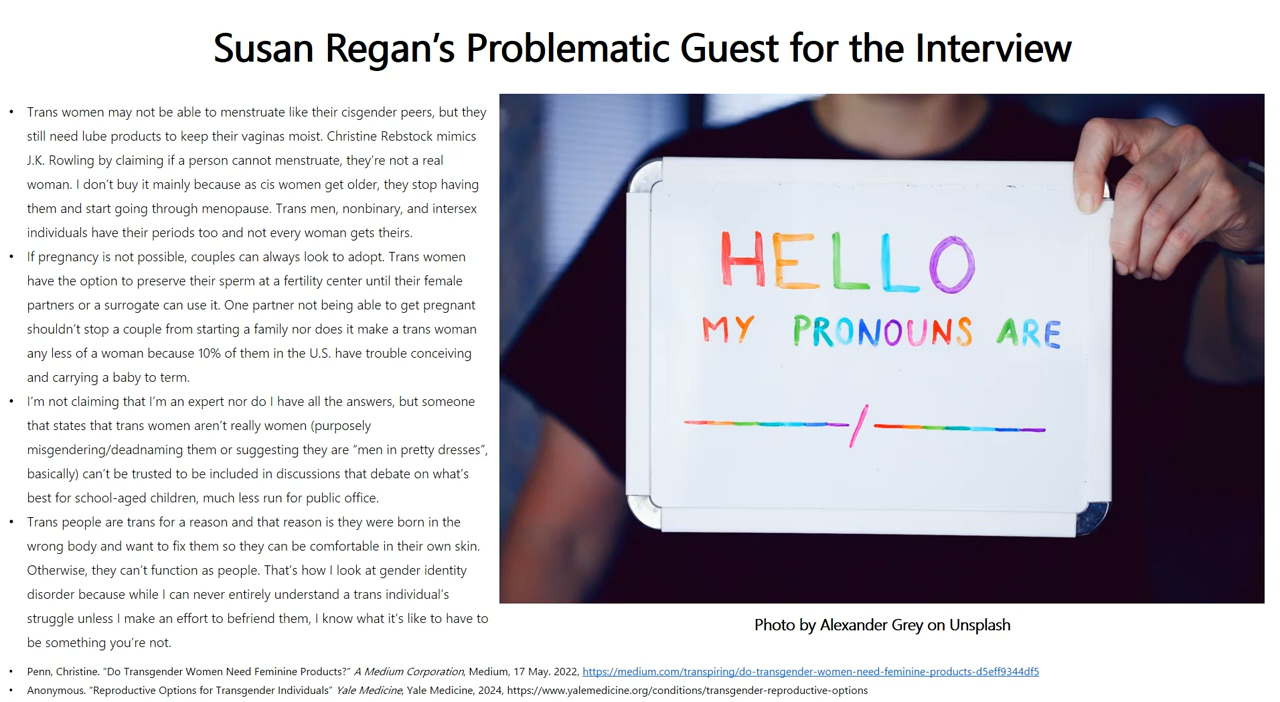 Susan Regan's Problematic Guest for the Interview
• Trans women may not be able to menstruate like their cisgender peers, but they
still need lube products to keep their vaginas moist. Christine Rebstock mimics
J.K. Rowling by claiming if a person cannot menstruate, they're not a real
woman. I don't buy it mainly because as cis women get older, they stop having
them and start going through menopause. Trans men, nonbinary, and intersex
individuals have their periods too and not every woman gets theirs.
• If pregnancy is not possible, couples can always look to adopt. Trans women
have the option to preserve their sperm at a fertility center until their female
partners or a surrogate can use it. One partner not being able to get pregnant
shouldn't stop a couple from starting a family nor does it make a trans woman
any less of a woman because 10% of them in the U.S. have trouble conceiving
and carrying a baby to term.
• I'm not claiming that I'm an expert nor do I have all the answers, but someone
that states that trans women aren't really women (purposely
misgendering/deadnaming them or suggesting they are "men in pretty dresses",
basically) can't be trusted to be included in discussions that debate on what's
best for school-aged children, much less run for public office.
• Trans people are trans for a reason and that reason is they were born in the
wrong body and want to fix them so they can be comfortable in their own skin.
Otherwise, they can't function as people. That's how I look at gender identity
disorder because while I can never entirely understand a trans individual's
struggle unless I make an effort to befriend them, I know what it's like to have to
be something you're not.
HELLO
MY PRONOUNS ARE
/
Photo by Alexander Grey on Unsplash
• Penn, Christine. "Do Transgender Women Need Feminine Products?" A Medium Corporation, Medium, 17 May. 2022, https://medium.com/transpiring/do-transgender-women-need-feminine-products-d5eff9344df5
• Anonymous. "Reproductive Options for Transgender Individuals" Yale Medicine, Yale Medicine, 2024, https://www.yalemedicine.org/conditions/transgender-reproductive-options